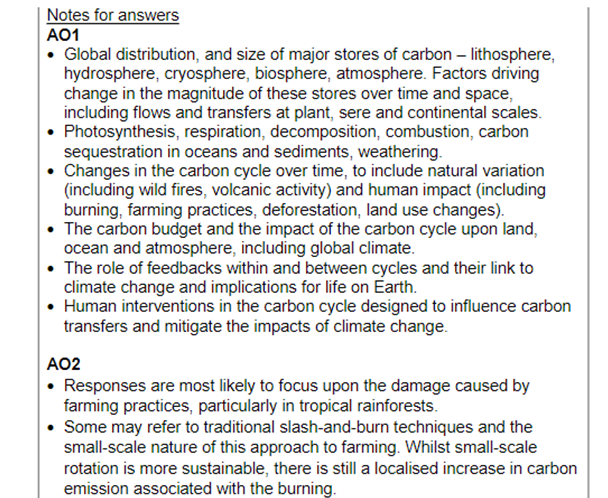 Notes for answers
AO1
• Global distribution, and size of major stores of carbon – lithosphere,
hydrosphere, cryosphere, biosphere, atmosphere. Factors driving
change in the magnitude of these stores over time and space,
including flows and transfers at plant, sere and continental scales.
• Photosynthesis, respiration, decomposition, combustion, carbon
sequestration in oceans and sediments, weathering.
• Changes in the carbon cycle over time, to include natural variation
(including wild fires, volcanic activity) and human impact (including
burning, farming practices, deforestation, land use changes).
• The carbon budget and the impact of the carbon cycle upon land,
ocean and atmosphere, including global climate.
• The role of feedbacks within and between cycles and their link to
climate change and implications for life on Earth.
• Human interventions in the carbon cycle designed to influence carbon
transfers and mitigate the impacts of climate change.
AO2
• Responses are most likely to focus upon the damage caused by
farming practices, particularly in tropical rainforests.
• Some may refer to traditional slash-and-burn techniques and the
small-scale nature of this approach to farming. Whilst small-scale
rotation is more sustainable, there is still a localised increase in carbon
emission associated with the burning.